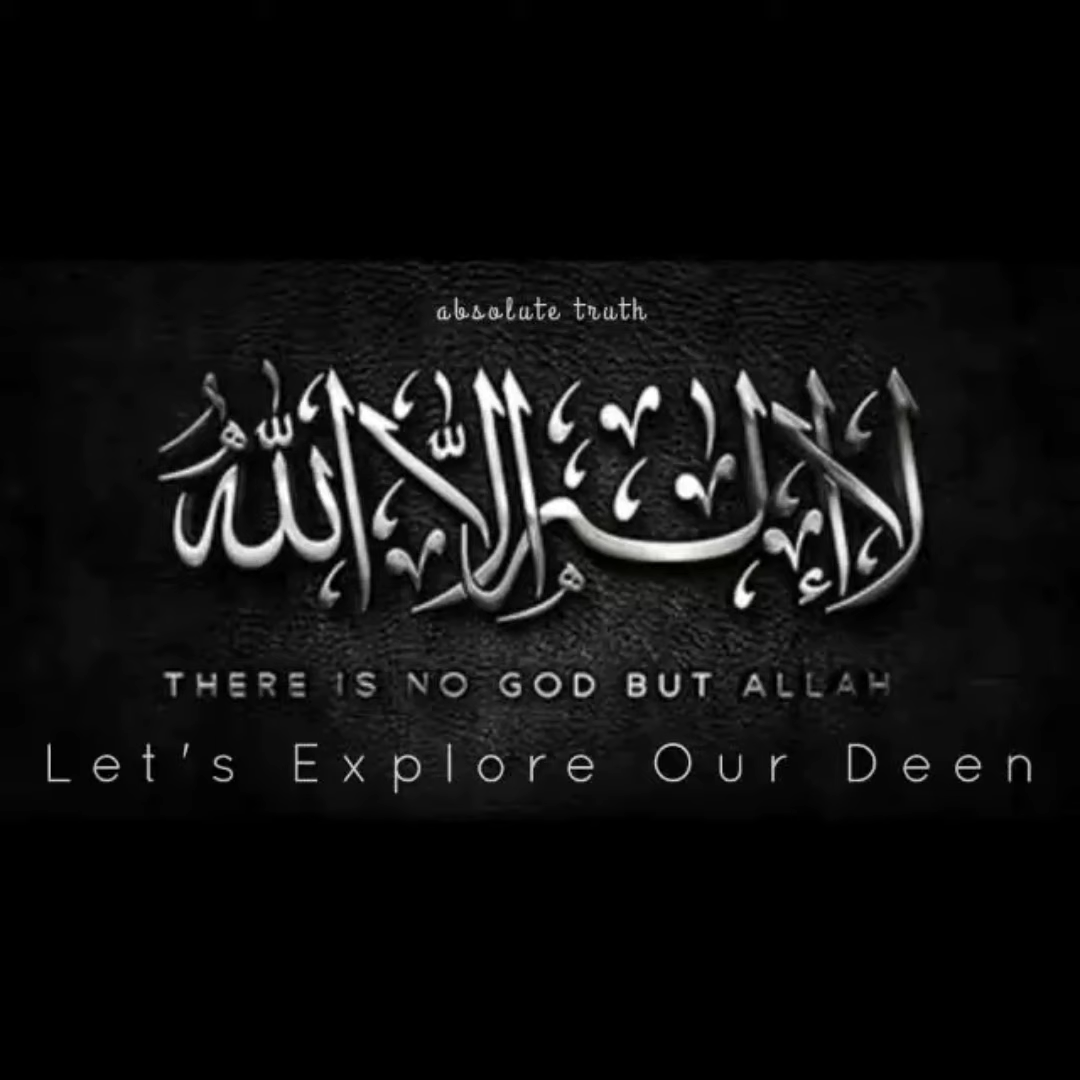 absolute truth
لا إله إلا الله
THERE IS NO GOD BUT ALLAH
Let's Explore Our Deen